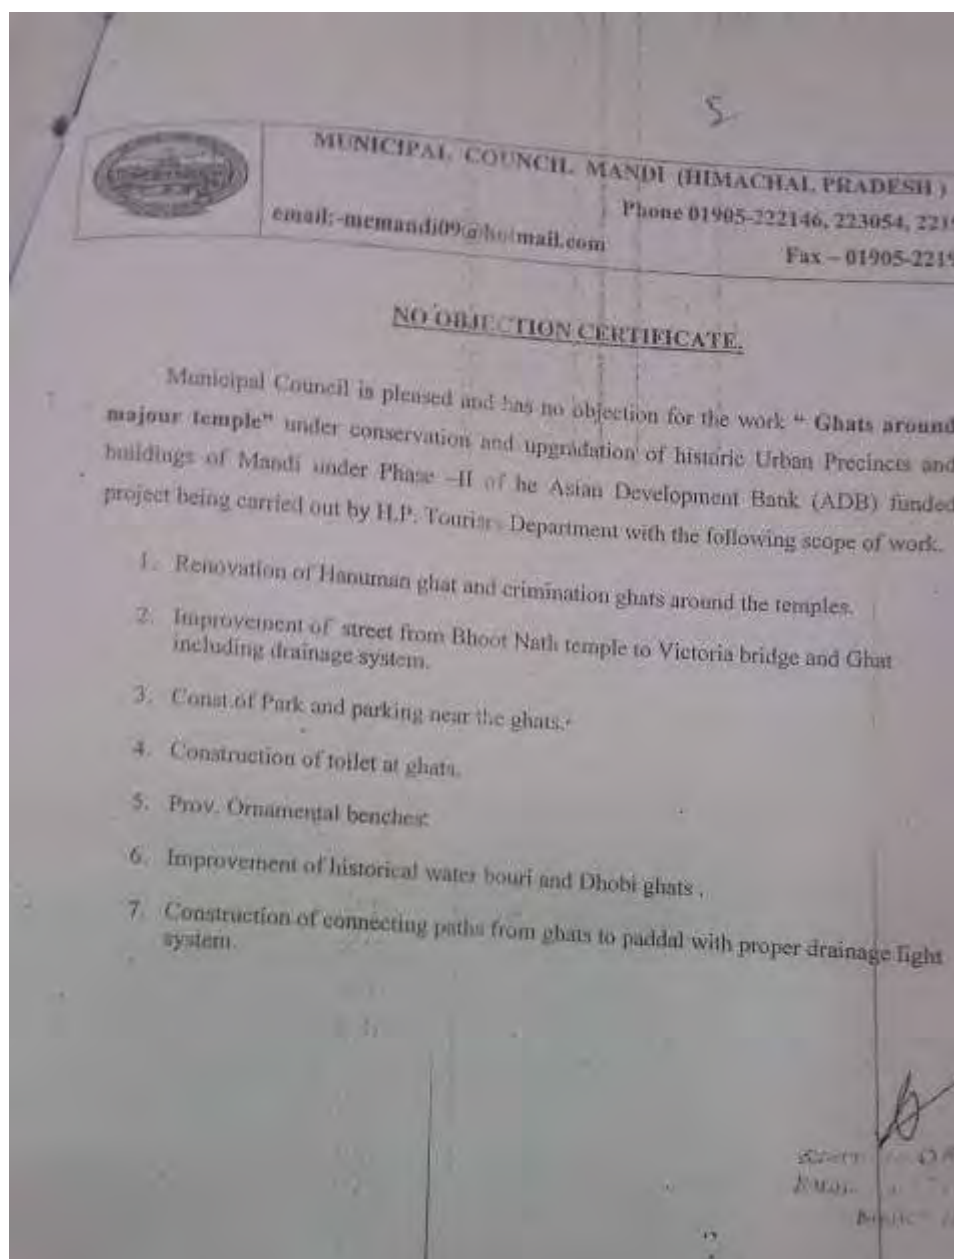 5
MUNICIPAL COUNCIL MANDI (HIMACHAL PRADESH )
Phone 01905-222146, 223054, 221
email:-memandi09@hotmail.com
Fax – 01905-221
NO OBJECTION CERTIFICATE.
Municipal Council is pleased and has no objection for the work “ Ghats around
majour temple” under conservation and upgradation of historic Urban Precincts and
buildings of Mandi under Phase –II of he Asian Development Bank (ADB) funded
project being carried out by H.P. Tourism Department with the following scope of work.
1. Renovation of Hanuman ghat and crimination ghats around the temples.
2. Improvement of street from Bhoot Nath temple to Victoria bridge and Ghat
including drainage system.
3. Const.of Park and parking near the ghats.
4. Construction of toilet at ghats.
5. Prov. Ornamental benches.
6. Improvement of historical water bouri and Dhobi ghats .
7. Construction of connecting paths from ghats to paddal with proper drainage light
system.